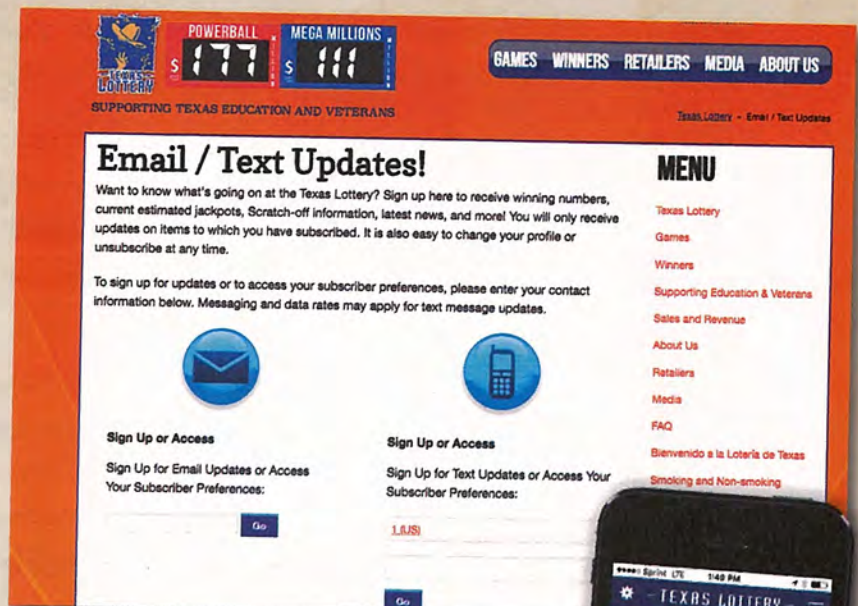 TEXAS
LOTTERY
POWERBALL
$ 177
MILLION
MEGA MILLIONS
$ 111
MILLION
GAMES WINNERS RETAILERS MEDIA ABOUT US
SUPPORTING TEXAS EDUCATION AND VETERANS
Texas Lottery • Email / Text Updates
Email / Text Updates!
Want to know what's going on at the Texas Lottery? Sign up here to receive winning numbers,
current estimated jackpots, Scratch-off information, latest news, and more! You will only receive
updates on items to which you have subscribed. It is also easy to change your profile or
unsubscribe at any time.
To sign up for updates or to access your subscriber preferences, please enter your contact
information below. Messaging and data rates may apply for text message updates.
Sign Up or Access
Sign Up for Email Updates or Access
Your Subscriber Preferences:
Go
Sign Up or Access
Sign Up for Text Updates or Access Your
Subscriber Preferences:
1 (US)
Go
MENU
Texas Lottery
Games
Winners
Supporting Education & Veterans
Sales and Revenue
About Us
Retailers
Media
FAQ
Bienvenido a la Lotería de Texas
Smoking and Non-smoking
Sprint LTE 1:40 PM
TEXAS LOTTERY